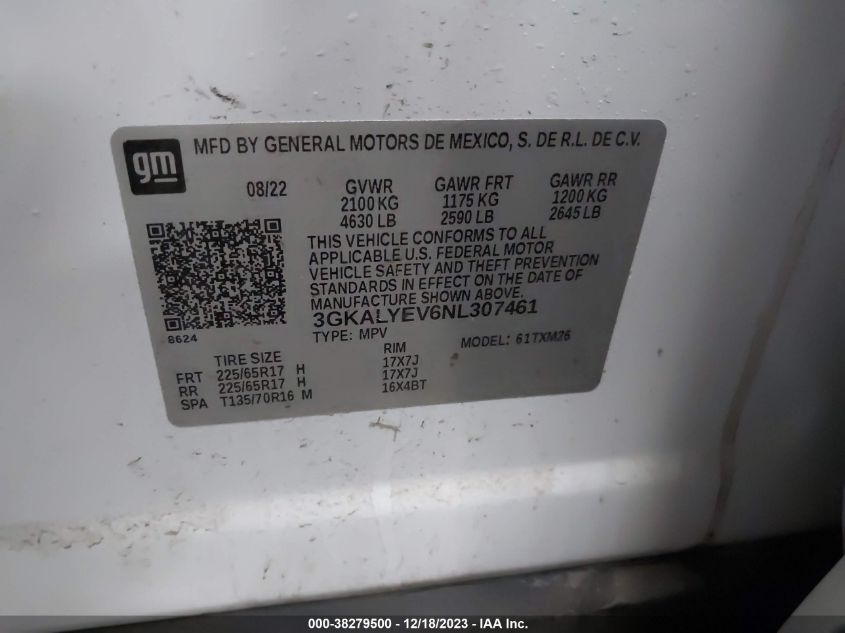 gm
MFD BY GENERAL MOTORS DE MEXICO, S. DE R.L. DE C.V.
08/22 GVWR GAWR FRT GAWR RR
2100 KG 1175 KG 1200 KG
4630 LB 2590 LB 2645 LB
THIS VEHICLE CONFORMS TO ALL
APPLICABLE U.S. FEDERAL MOTOR
VEHICLE SAFETY AND THEFT PREVENTION
STANDARDS IN EFFECT ON THE DATE OF
MANUFACTURE SHOWN ABOVE.
3GKALYEV6NL307461
8624
TYPE: MPV MODEL: 61TXM26
TIRE SIZE RIM
FRT 225/65R17 H 17X7J
RR 225/65R17 H 17X7J
SPA T135/70R16 M 16X4BT
000-38279500 - 12/18/2023 - IAA Inc.